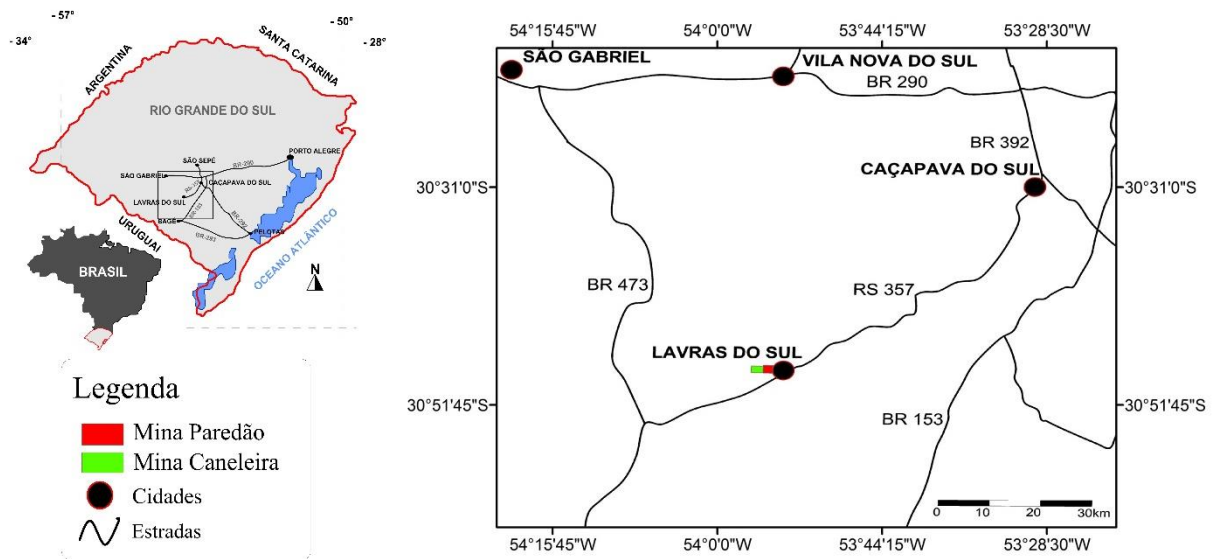 - 57°
- 50°
- 34°
- 28°
SANTA CATARINA
ARGENTINA
RIO GRANDE DO SUL
PORTO ALEGRE
SÃO SEPÉ
BR-290
SÃO GABRIEL
CAÇAPAVA DO SUL
LAVRAS DO SUL
BAGÉ
PELOTAS
URUGUAI
OCEANO ATLÂNTICO
BRASIL
N
Legenda
Mina Paredão
Mina Caneleira
Cidades
Estradas
54°15'45"W
54°0'0"W
53°44'15"W
53°28'30"W
SÃO GABRIEL
VILA NOVA DO SUL
BR 290
BR 392
CAÇAPAVA DO SUL
30°31'0"S
30°31'0"S
BR 473
RS 357
LAVRAS DO SUL
30°51'45"S
30°51'45"S
BR 153
0 10 20 30km
54°15'45"W
54°0'0"W
53°44'15"W
53°28'30"W